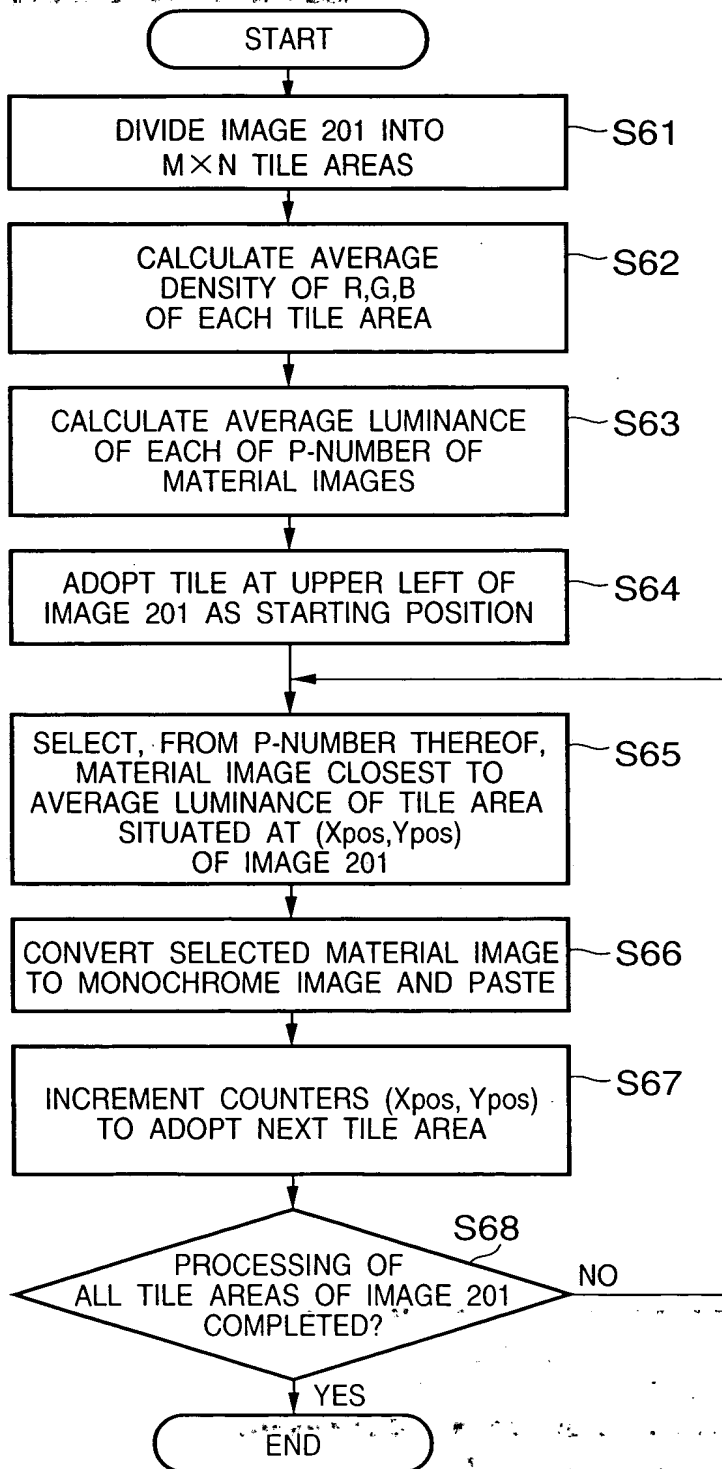 START
DIVIDE IMAGE 201 INTO
M×N TILE AREAS
S61
CALCULATE AVERAGE
DENSITY OF R,G,B
OF EACH TILE AREA
S62
CALCULATE AVERAGE LUMINANCE
OF EACH OF P-NUMBER OF
MATERIAL IMAGES
S63
ADOPT TILE AT UPPER LEFT OF
IMAGE 201 AS STARTING POSITION
S64
SELECT, FROM P-NUMBER THEREOF,
MATERIAL IMAGE CLOSEST TO
AVERAGE LUMINANCE OF TILE AREA
SITUATED AT (Xpos,Ypos)
OF IMAGE 201
S65
CONVERT SELECTED MATERIAL IMAGE
TO MONOCHROME IMAGE AND PASTE
S66
INCREMENT COUNTERS (Xpos, Ypos)
TO ADOPT NEXT TILE AREA
S67
S68
PROCESSING OF
ALL TILE AREAS OF IMAGE 201
COMPLETED?
NO
YES
END